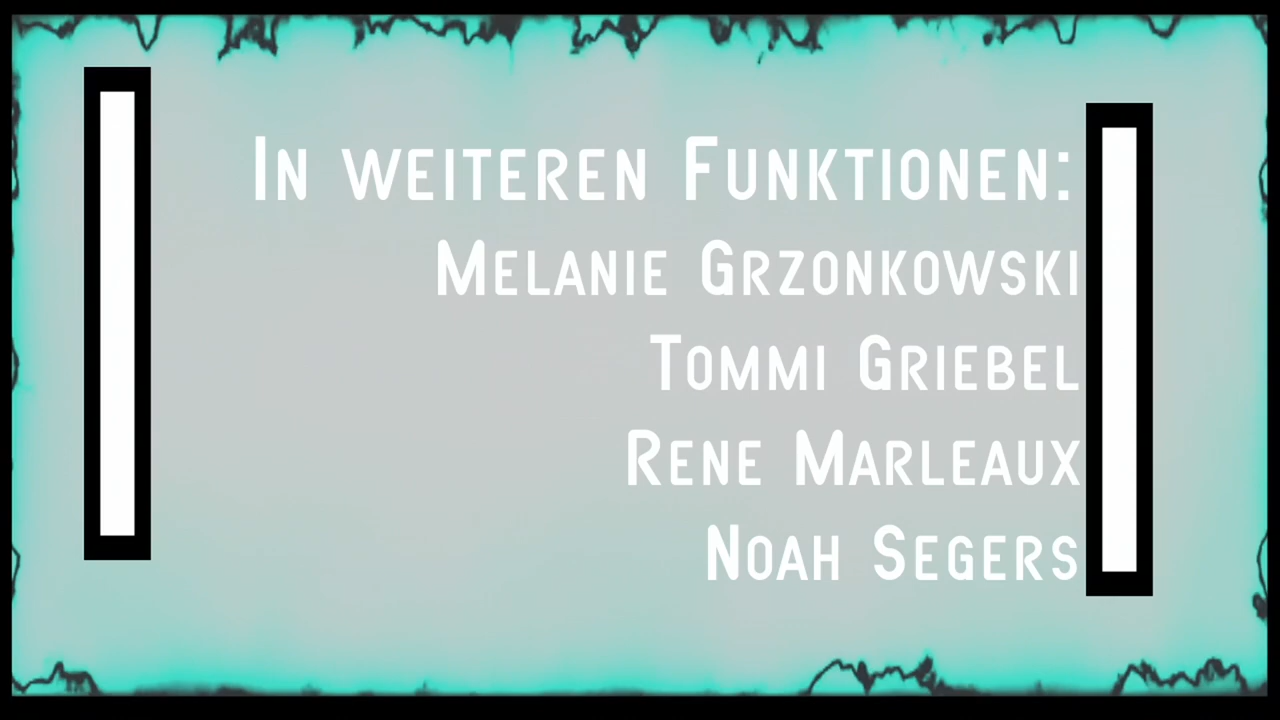 In weiteren Funktionen:
Melanie Grzonkowski
Tommi Griebel
Rene Marleaux
Noah Segers